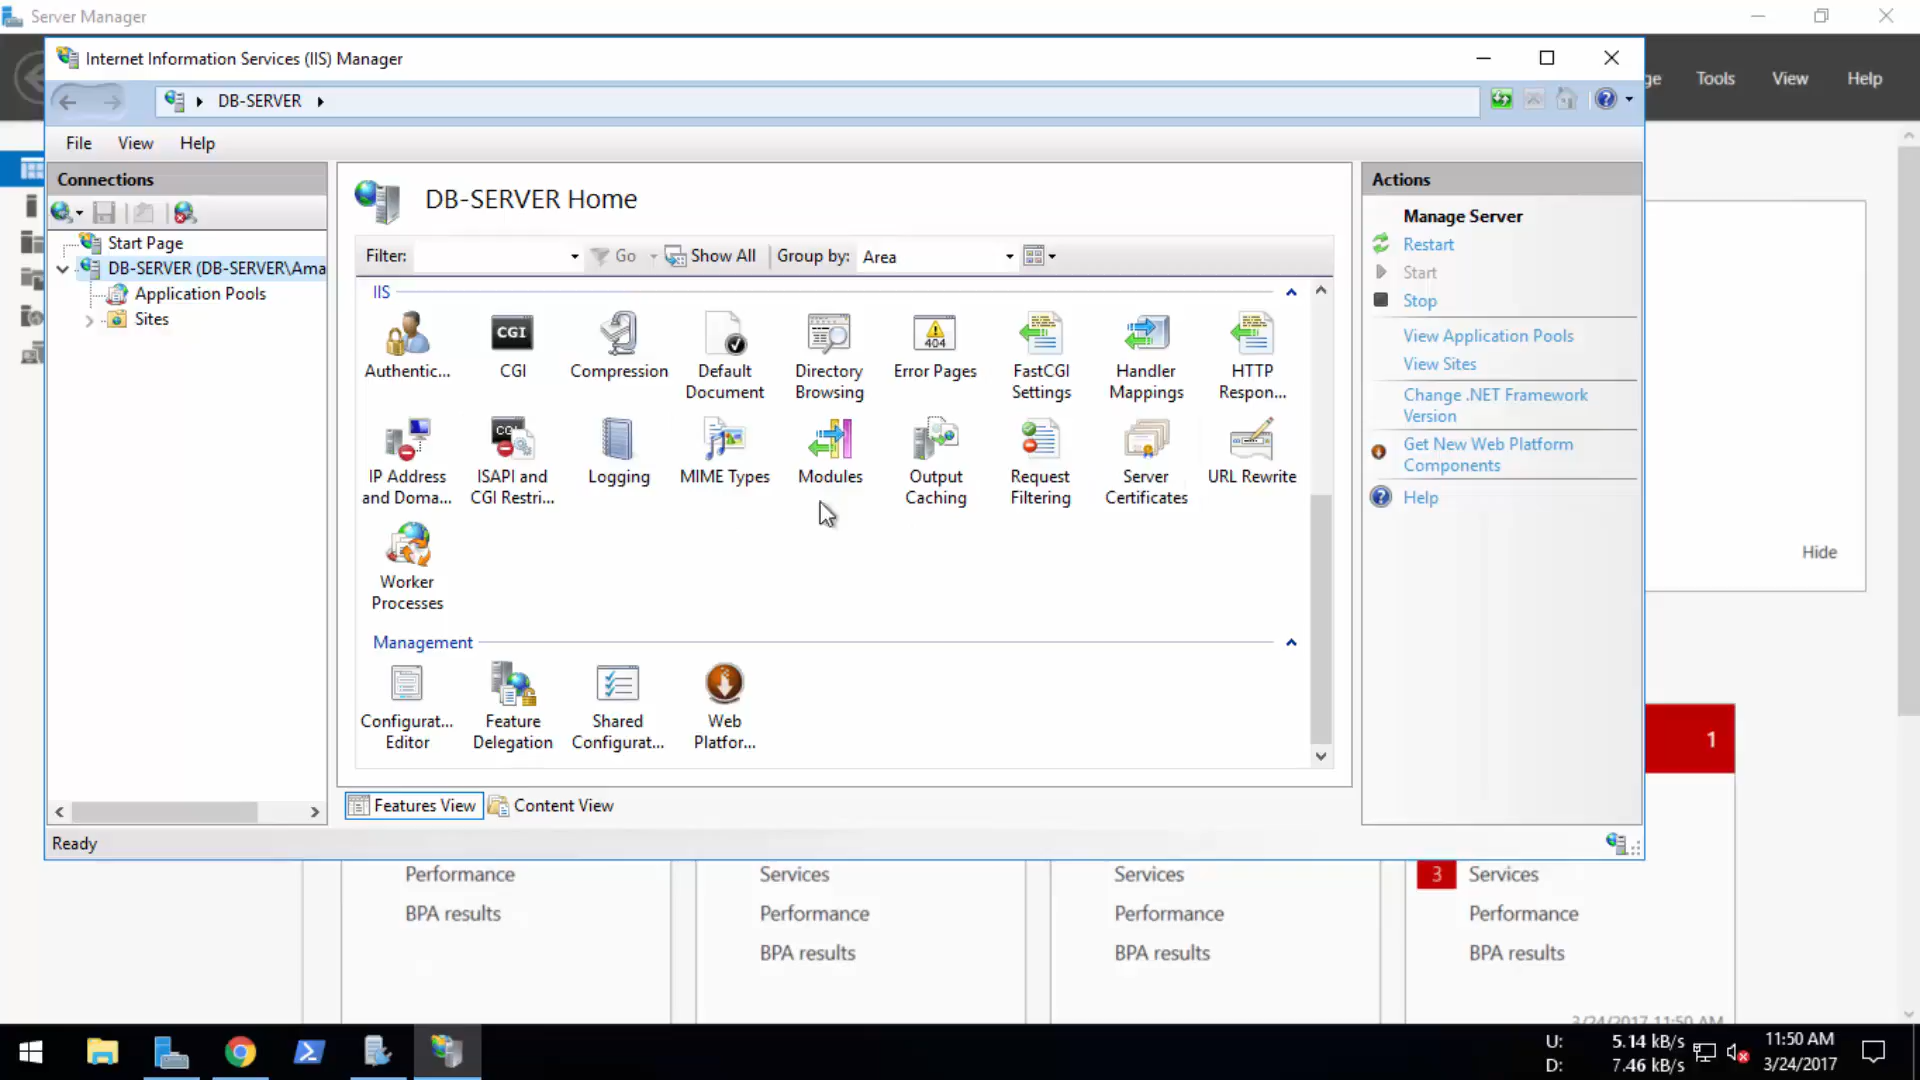 Server Manager
Internet Information Services (IIS) Manager
DB-SERVER
Tools
View
Help
File
View
Help
Connections
Start Page
DB-SERVER (DB-SERVER\Ama
Application Pools
Sites
DB-SERVER Home
Filter:
Go
Show All
Group by:
Area
IIS
Authentic...
CGI
CGI
Compression
Default
Document
Directory
Browsing
404
Error Pages
FastCGI
Settings
Handler
Mappings
HTTP
Respon...
IP Address
and Doma...
ISAPI and
CGI Restri...
Logging
MIME Types
Modules
Output
Caching
Request
Filtering
Server
Certificates
URL Rewrite
Worker
Processes
Management
Configurat...
Editor
Feature
Delegation
Shared
Configurat...
Web
Platfor...
Features View
Content View
Ready
Actions
Manage Server
Restart
Start
Stop
View Application Pools
View Sites
Change .NET Framework
Version
Get New Web Platform
Components
Help
Hide
1
Performance
BPA results
Services
Performance
BPA results
Services
Performance
BPA results
3
Services
Performance
BPA results
3/24/2017 11:50 AM
U:
5.14 kB/s
D:
7.46 kB/s
11:50 AM
3/24/2017